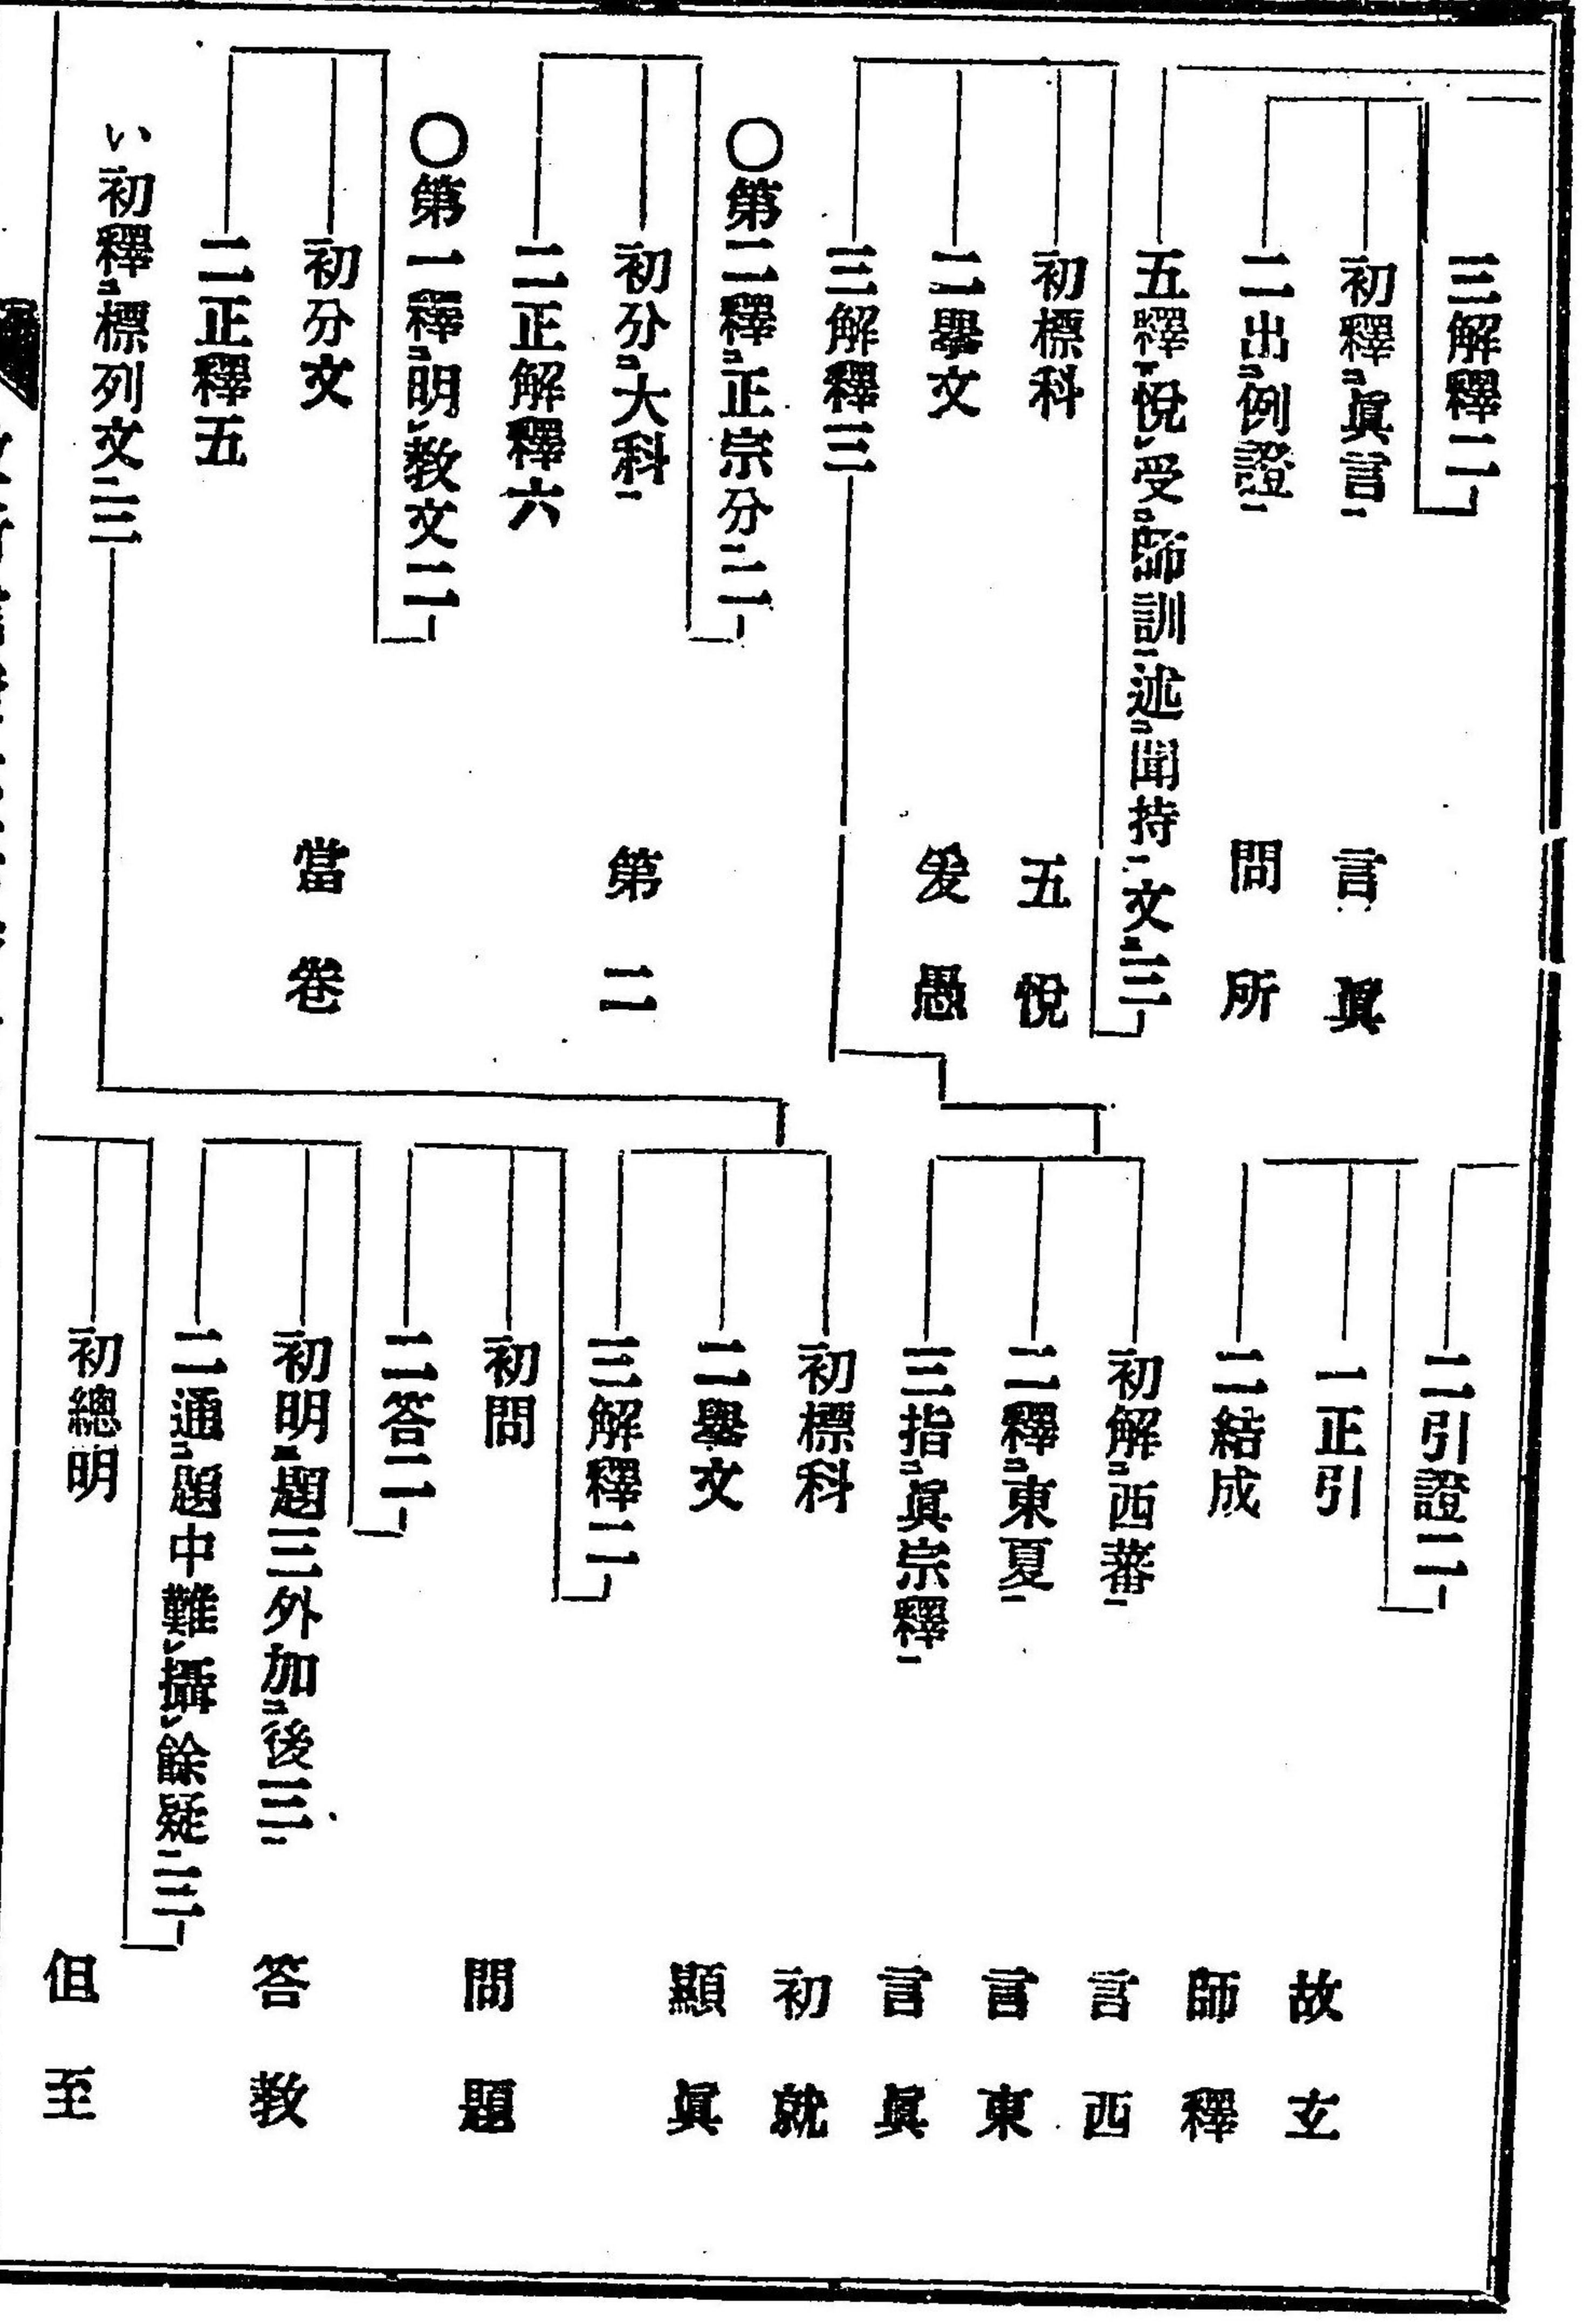 三解釋二
初釋眞言
言眞
二出例證
問所
五釋悅受師訓述聞持文三
初標科
五悅
二擧文
爰愚
三解釋三
〇第二釋正宗分二
初分大科
第二
二正解釋六
〇第一釋明教文二
初分文
當卷
二正釋五
い初釋標列文三
二引證二
一正引
故玄
二結成
師釋
初解西蕃
言西
二釋東夏
言東
三指眞宗釋
言眞
初標科
初就
二擧文
顯眞
三解釋二
初問
問題
二答二
初明題三外加後三
答教
二通題中難攝餘疑三
初總明
但至